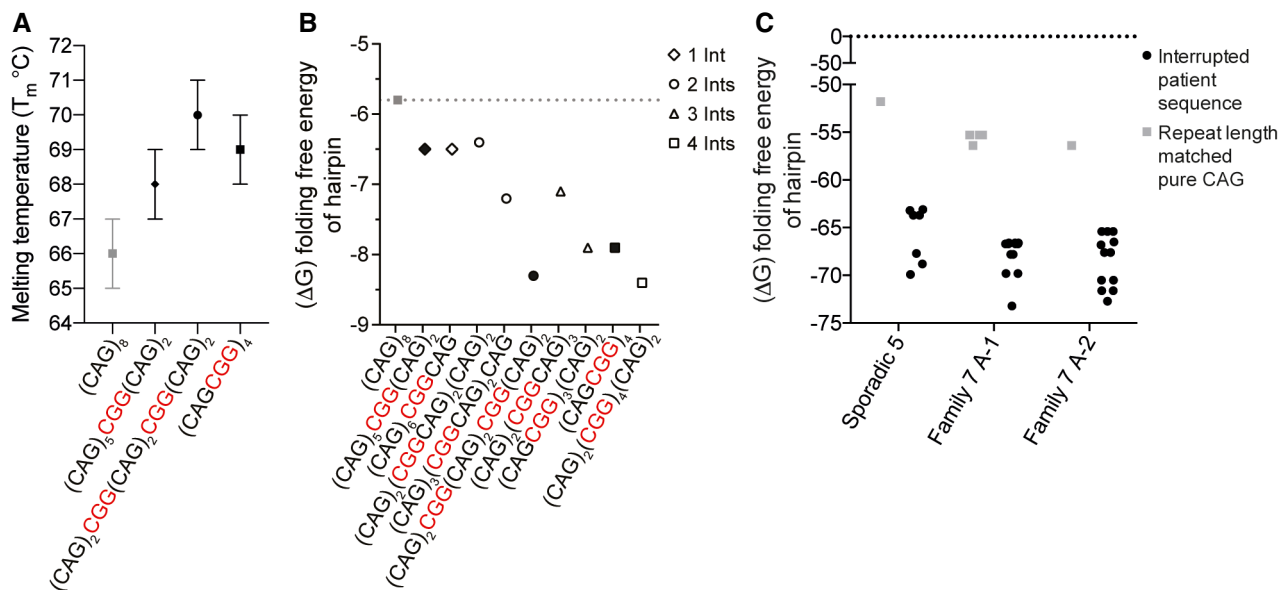 A
Melting temperature (Tm °C)
72
71
70
69
68
67
66
65
64
(CAG)8
(CAG)5CGG(CAG)2
(CAG)2CGG(CAG)2CGG(CAG)2
(CAGCGG)4
B
(ΔG) folding free energy
of hairpin
-5
-6
-7
-8
-9
1 Int
2 Ints
3 Ints
4 Ints
(CAG)8
(CAG)5CGG(CAG)2
(CAG)6CGGCAG
(CAG)2(CGGCAG)2(CAG)2
(CAG)3(CGGCAG)2CAG
(CAG)2CGG(CAG)2CGG(CAG)2
(CAG)2(CGGCAG)3
(CAGCGG)3(CAG)2
(CAGCGG)4
(CAG)2(CGG)4(CAG)2
C
(ΔG) folding free energy
of hairpin
0
-50
-50
-55
-60
-65
-70
-75
Sporadic 5
Family 7 A-1
Family 7 A-2
Interrupted
patient
sequence
Repeat length
matched
pure CAG